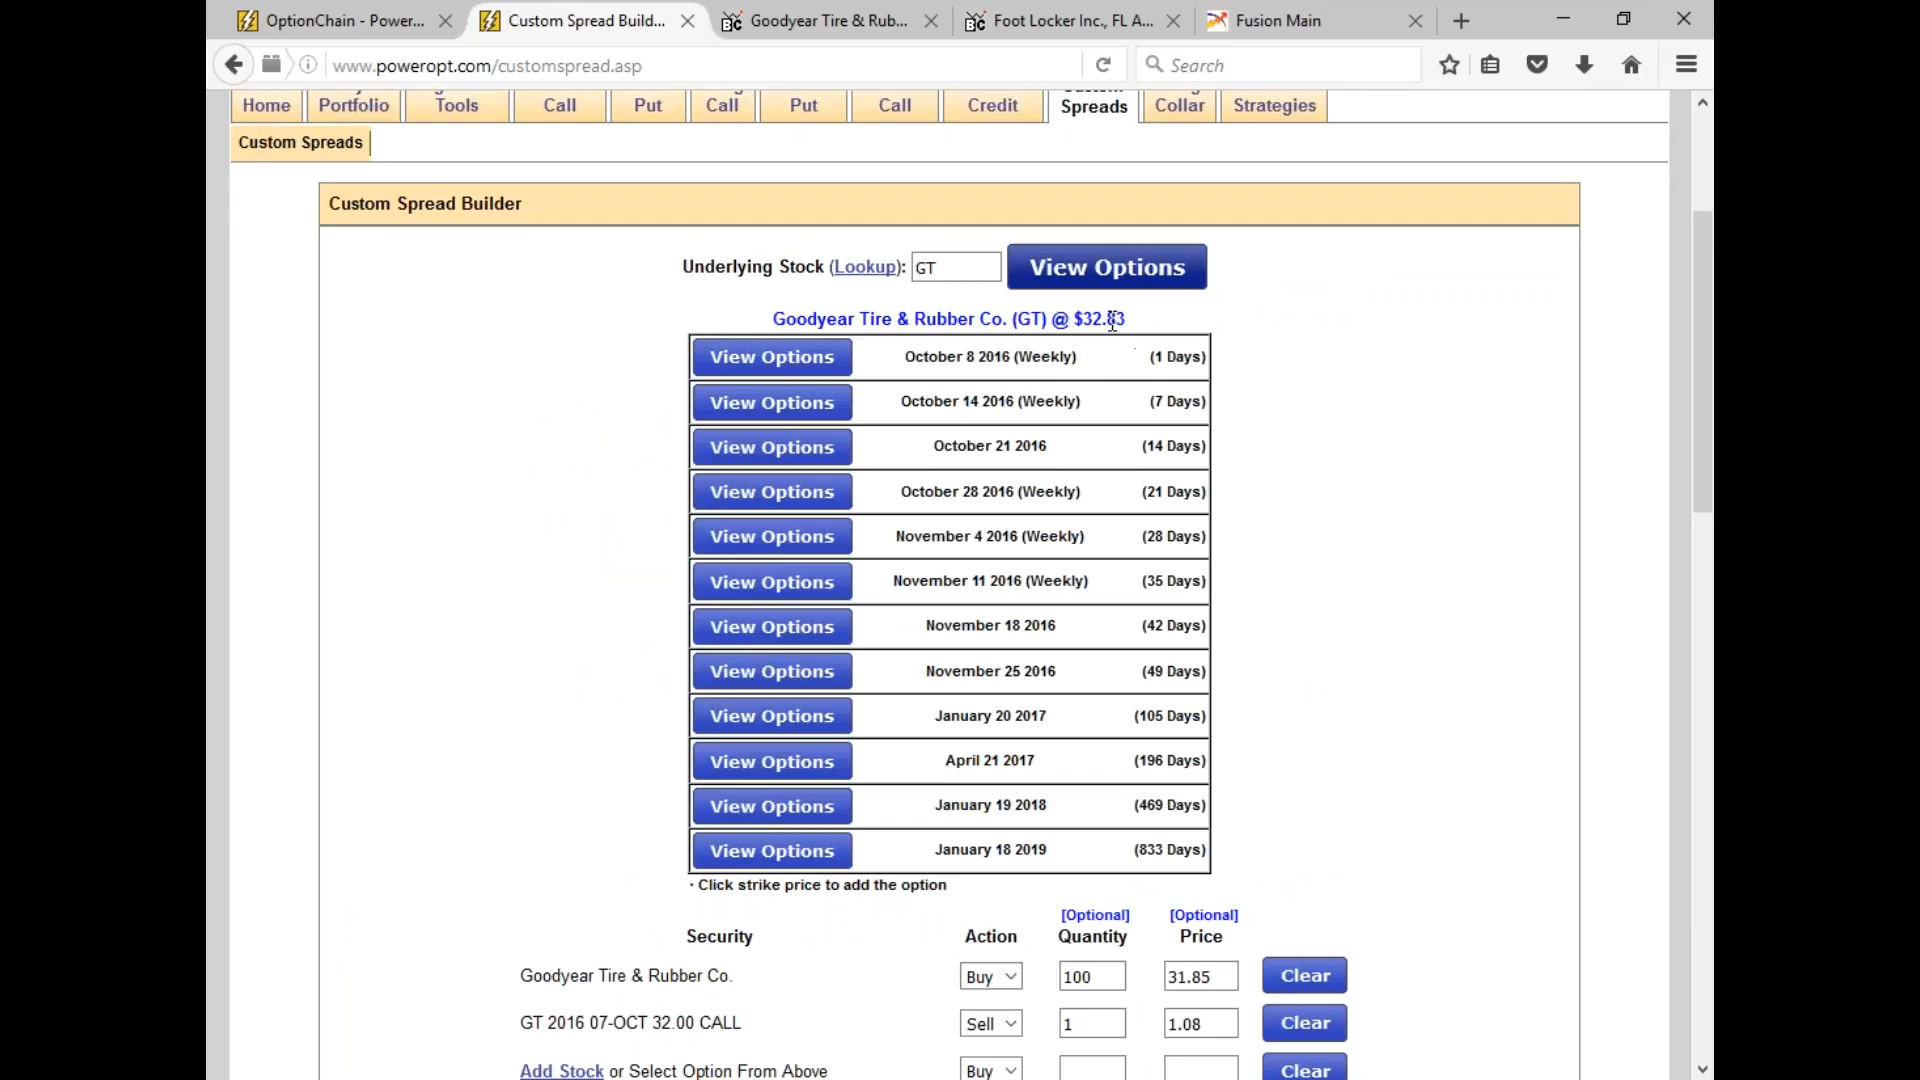 OptionChain - Power... Custom Spread Build... Goodyear Tire & Rub... Foot Locker Inc., FL A... Fusion Main
www.poweropt.com/customspread.asp Search
Home Portfolio Tools Call Put Call Put Call Credit Spreads Collar Strategies
Custom Spreads
Custom Spread Builder
Underlying Stock (Lookup): GT View Options
Goodyear Tire & Rubber Co. (GT) @ $32.83
View Options October 8 2016 (Weekly) (1 Days)
View Options October 14 2016 (Weekly) (7 Days)
View Options October 21 2016 (14 Days)
View Options October 28 2016 (Weekly) (21 Days)
View Options November 4 2016 (Weekly) (28 Days)
View Options November 11 2016 (Weekly) (35 Days)
View Options November 18 2016 (42 Days)
View Options November 25 2016 (49 Days)
View Options January 20 2017 (105 Days)
View Options April 21 2017 (196 Days)
View Options January 19 2018 (469 Days)
View Options January 18 2019 (833 Days)
· Click strike price to add the option
[Optional] [Optional]
Security Action Quantity Price
Goodyear Tire & Rubber Co. Buy 100 31.85 Clear
GT 2016 07-OCT 32.00 CALL Sell 1 1.08 Clear
Add Stock or Select Option From Above Buy Clear